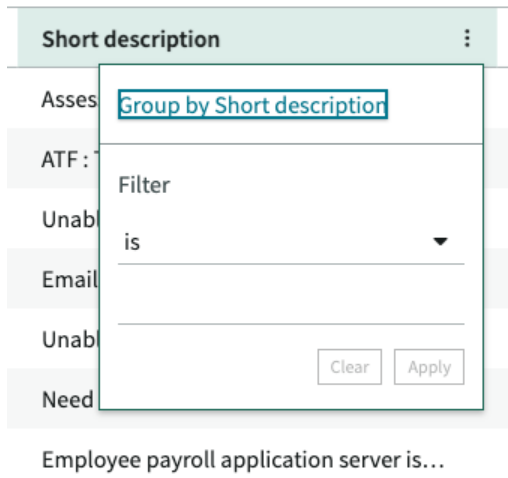 Short description
Asses
Group by Short description
ATF :
Filter
Unabl
is
Email
Unabl
Clear Apply
Need
Employee payroll application server is...